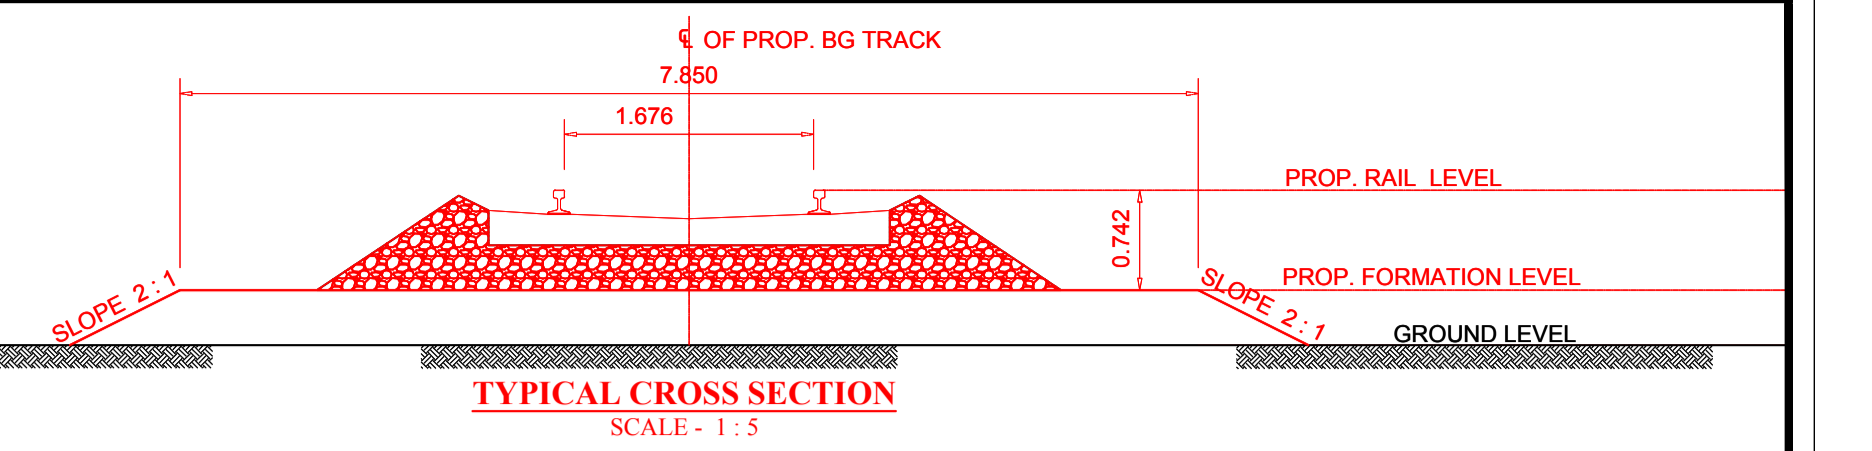 ℄ OF PROP. BG TRACK
7.850
1.676
PROP. RAIL LEVEL
0.742
SLOPE 2 : 1
SLOPE 2 : 1
PROP. FORMATION LEVEL
GROUND LEVEL
TYPICAL CROSS SECTION
SCALE - 1 : 5